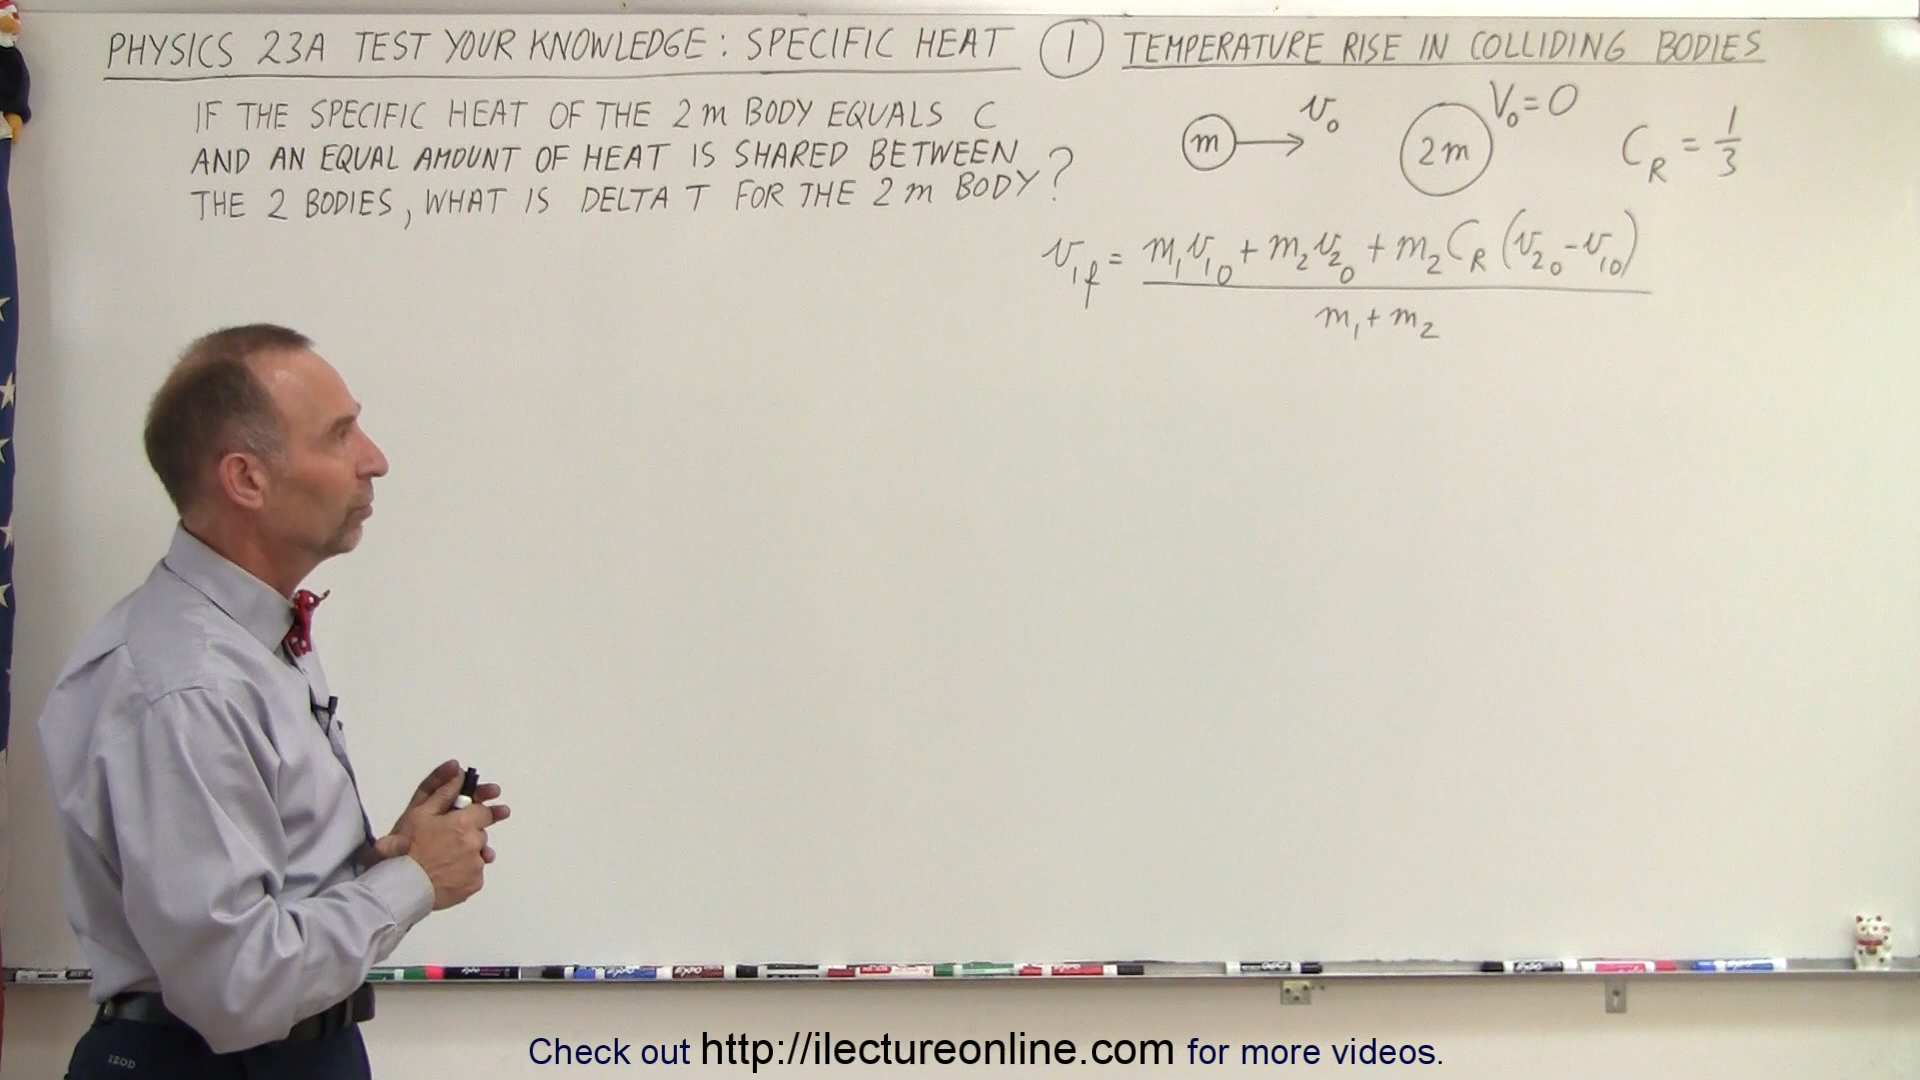 PHYSICS 23A TEST YOUR KNOWLEDGE: SPECIFIC HEAT ① TEMPERATURE RISE IN COLLIDING BODIES
IF THE SPECIFIC HEAT OF THE 2m BODY EQUALS C
AND AN EQUAL AMOUNT OF HEAT IS SHARED BETWEEN
THE 2 BODIES, WHAT IS DELTA T FOR THE 2m BODY?
m → v₀ 2m V₀=0 C_R = 1/3
v₁f = (m₁v₁₀ + m₂v₂₀ + m₂C_R(v₂₀-v₁₀)) / (m₁+m₂)
IZOD
Check out http://ilectureonline.com for more videos.